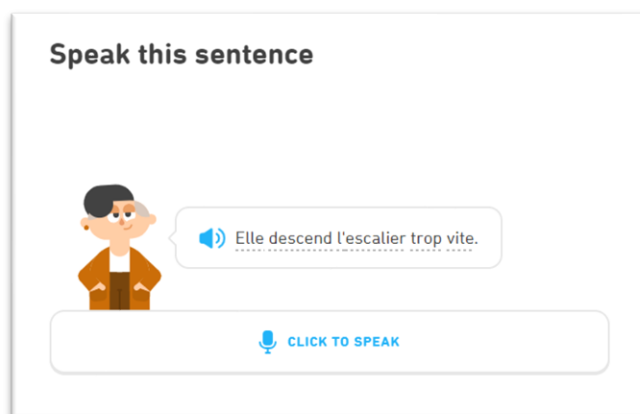 Speak this sentence
Elle descend l'escalier trop vite.
CLICK TO SPEAK